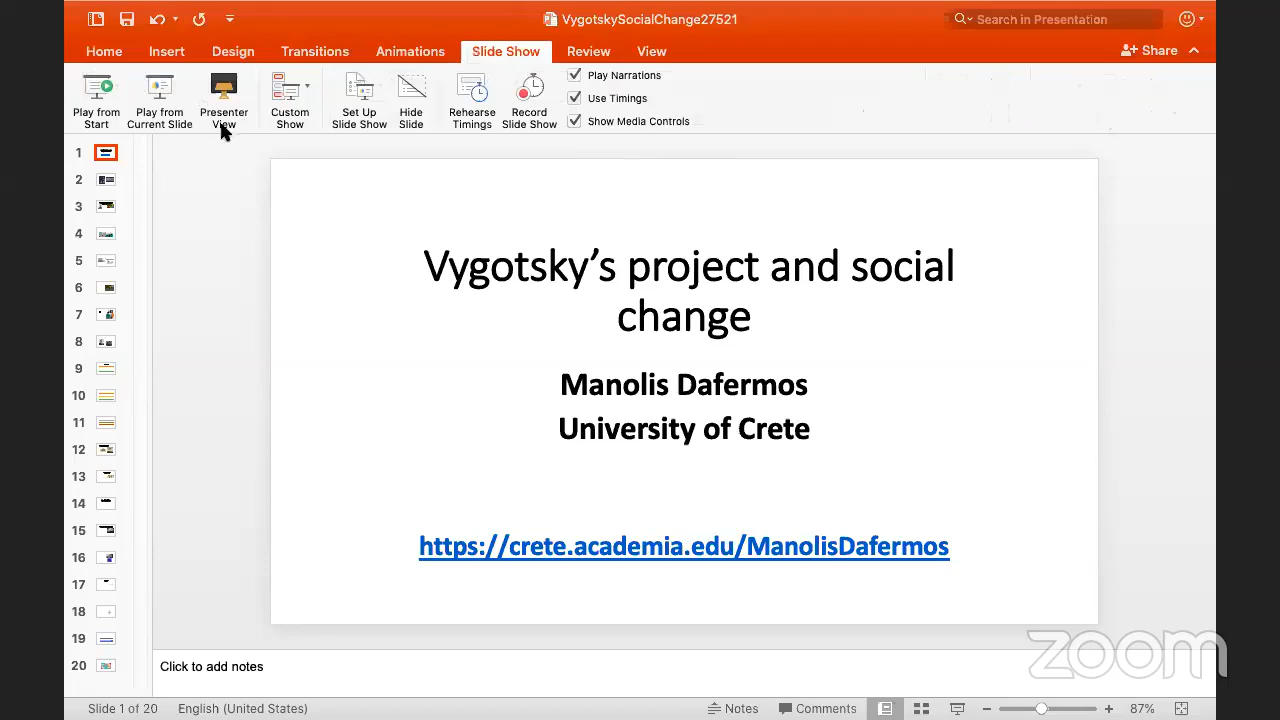 VygotskySocialChange27521
Search in Presentation
Home Insert Design Transitions Animations Slide Show Review View
Share
Play from Start
Play from Current Slide
Presenter View
Custom Show
Set Up Slide Show
Hide Slide
Rehearse Timings
Record Slide Show
Play Narrations
Use Timings
Show Media Controls
1
2
3
4
5
6
7
8
9
10
11
12
13
14
15
16
17
18
19
20
Vygotsky's project and social
change
Manolis Dafermos
University of Crete
https://crete.academia.edu/ManolisDafermos
Click to add notes
zoom
Slide 1 of 20 English (United States) Notes Comments 87%